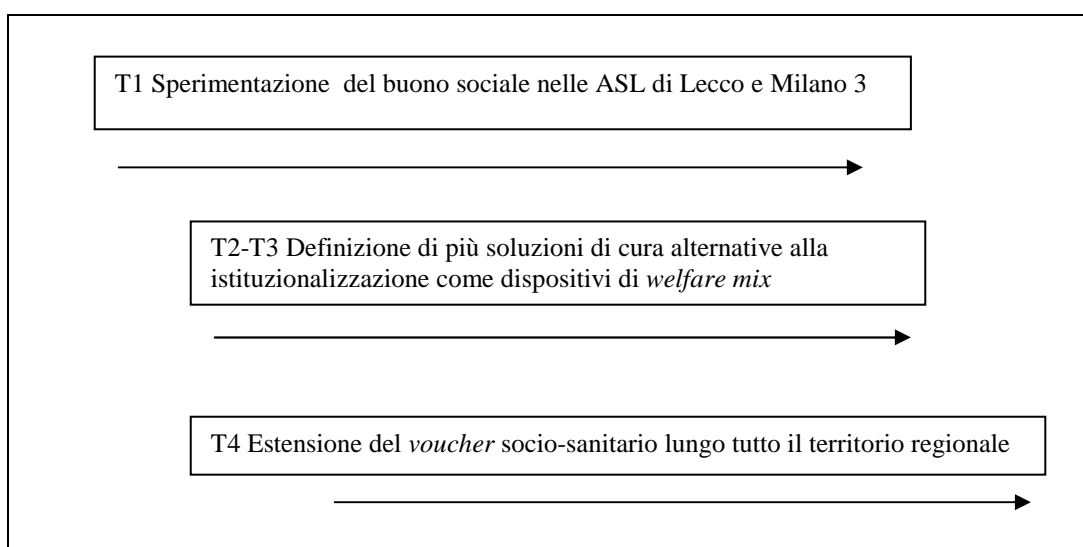 T1 Sperimentazione del buono sociale nelle ASL di Lecco e Milano 3
T2-T3 Definizione di più soluzioni di cura alternative alla
istituzionalizzazione come dispositivi di welfare mix
T4 Estensione del voucher socio-sanitario lungo tutto il territorio regionale